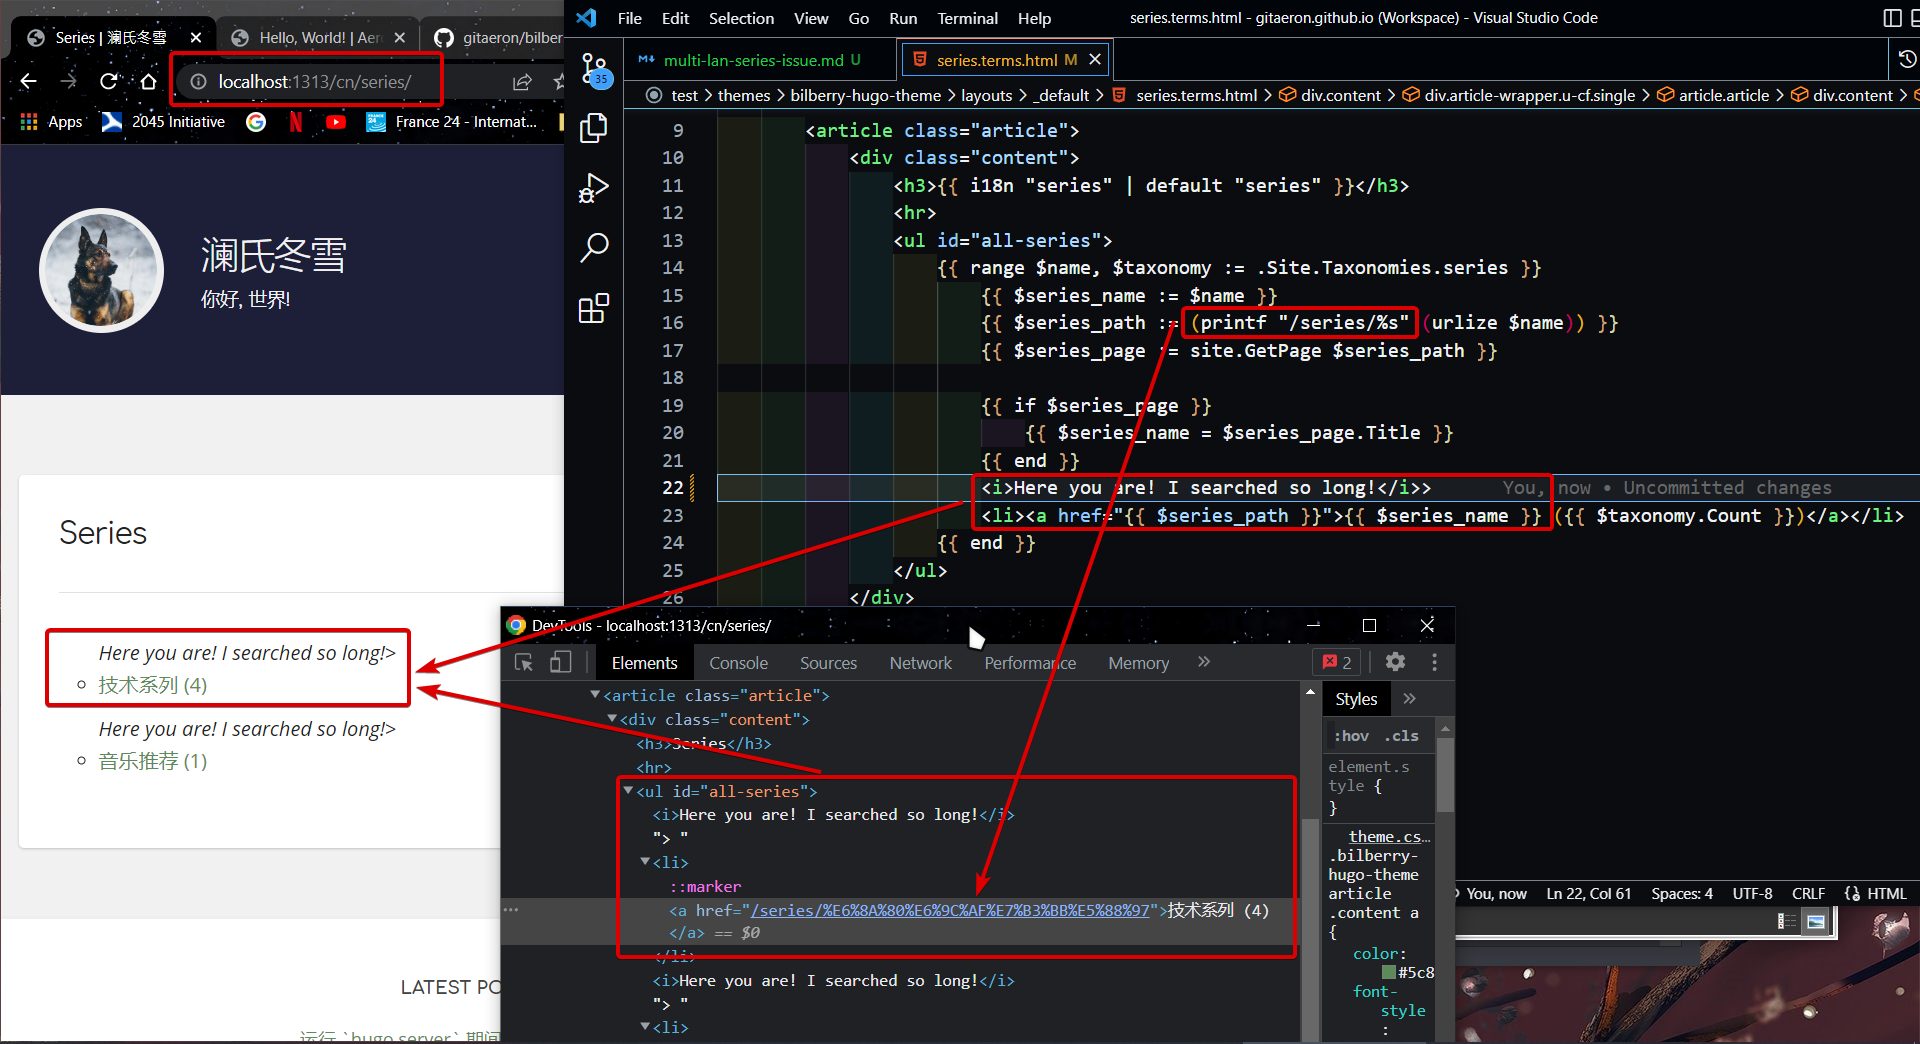 Series | 澜氏冬雪
Hello, World! | Aero
gitaeron/bilber
localhost:1313/cn/series/
Apps
2045 Initiative
France 24 - Internat...
澜氏冬雪
你好, 世界!
Series
Here you are! I searched so long!>
技术系列 (4)
Here you are! I searched so long!>
音乐推荐 (1)
LATEST PO
运行 `hugo server` 期间
File Edit Selection View Go Run Terminal Help
series.terms.html - gitaeron.github.io (Workspace) - Visual Studio Code
35
multi-lan-series-issue.md U
series.terms.html M
test > themes > bilberry-hugo-theme > layouts > _default > series.terms.html > div.content > div.article-wrapper.u-cf.single > article.article > div.content >
9 <article class="article">
10 <div class="content">
11 <h3>{{ i18n "series" | default "series" }}</h3>
12 <hr>
13 <ul id="all-series">
14 {{ range $name, $taxonomy := .Site.Taxonomies.series }}
15 {{ $series_name := $name }}
16 {{ $series_path := (printf "/series/%s" (urlize $name)) }}
17 {{ $series_page := site.GetPage $series_path }}
18
19 {{ if $series_page }}
20 {{ $series_name = $series_page.Title }}
21 {{ end }}
22 <i>Here you are! I searched so long!</i>> You, now • Uncommitted changes
23 <li><a href="{{ $series_path }}">{{ $series_name }} ({{ $taxonomy.Count }})</a></li>
24 {{ end }}
25 </ul>
26 </div>
DevTools - localhost:1313/cn/series/
Elements Console Sources Network Performance Memory » 2
<article class="article">
<div class="content">
<h3>Series</h3>
<hr>
<ul id="all-series">
<i>Here you are! I searched so long!</i>
"> "
<li>
::marker
<a href="/series/%E6%8A%80%E6%9C%AF%E7%B3%BB%E5%88%97">技术系列 (4)
</a> == $0
</li>
<i>Here you are! I searched so long!</i>
"> "
<li>
Styles »
:hov .cls
element.s
tyle {
}
theme.cs…
.bilberry-
hugo-theme
article
.content a
{
color:
#5c8
font-
style
:
You, now Ln 22, Col 61 Spaces: 4 UTF-8 CRLF HTML